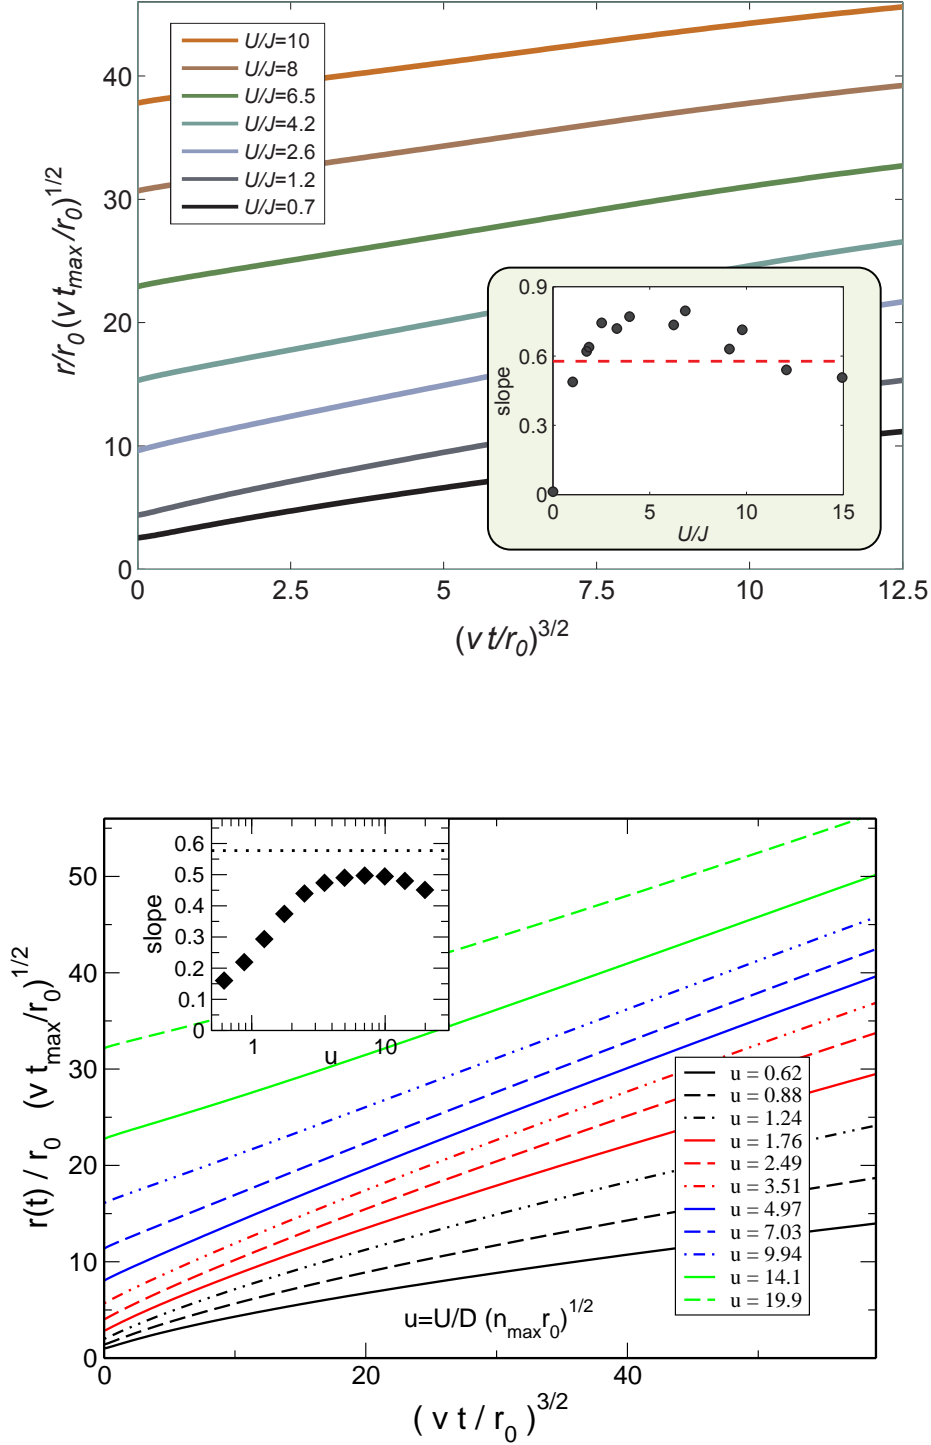 U/J=10
U/J=8
U/J=6.5
U/J=4.2
U/J=2.6
U/J=1.2
U/J=0.7
40
30
20
10
0
r/r₀(v t_max/r₀)^1/2
0 2.5 5 7.5 10 12.5
(v t/r₀)^3/2
0.9
0.6
0.3
0
slope
0 5 10 15
U/J
50
40
30
20
10
0
r(t) / r₀ (v t_max/r₀)^1/2
0 20 40
(v t / r₀)^3/2
0.6
0.5
0.4
0.3
0.2
0.1
0
slope
1 10
u
u = 0.62
u = 0.88
u = 1.24
u = 1.76
u = 2.49
u = 3.51
u = 4.97
u = 7.03
u = 9.94
u = 14.1
u = 19.9
u=U/D (n_max r₀)^1/2